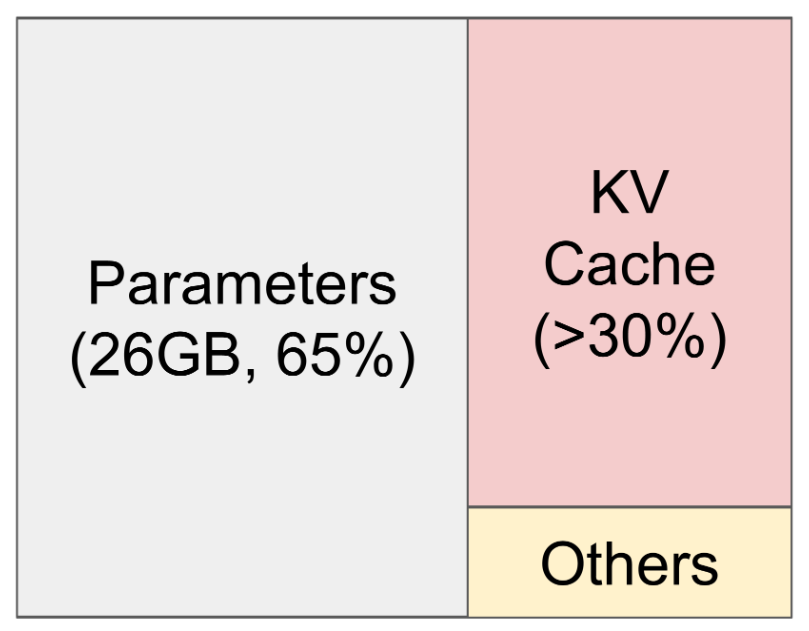 Parameters
(26GB, 65%)
KV
Cache
(>30%)
Others